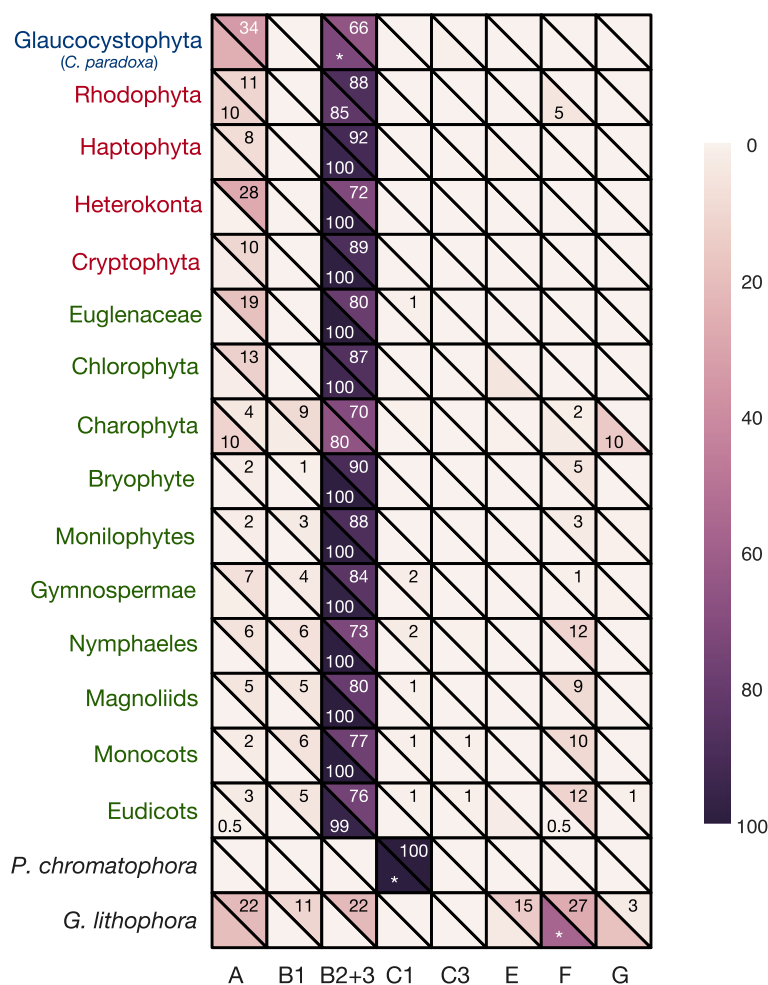 34 66
Glaucocystophyta
(C. paradoxa) *
11 88
Rhodophyta
10 85 5
8 92
Haptophyta
100
0
28 72
Heterokonta
100
10 89
Cryptophyta
100
20
19 80 1
Euglenaceae
100
13 87
Chlorophyta
100
4 9 70 2
40
Charophyta
10 80 10
2 1 90 5
Bryophyte
100
2 3 88 3
Monilophytes
100
60
7 4 84 2 1
Gymnospermae
100
6 6 73 2 12
Nymphaeles
100
5 5 80 1 9
80
Magnoliids
100
2 6 77 1 1 10
Monocots
100
3 5 76 1 1 12 1
Eudicots
0.5 99 0.5
100
100
P. chromatophora
*
22 11 22 15 27 3
G. lithophora
*
A B1 B2+3 C1 C3 E F G